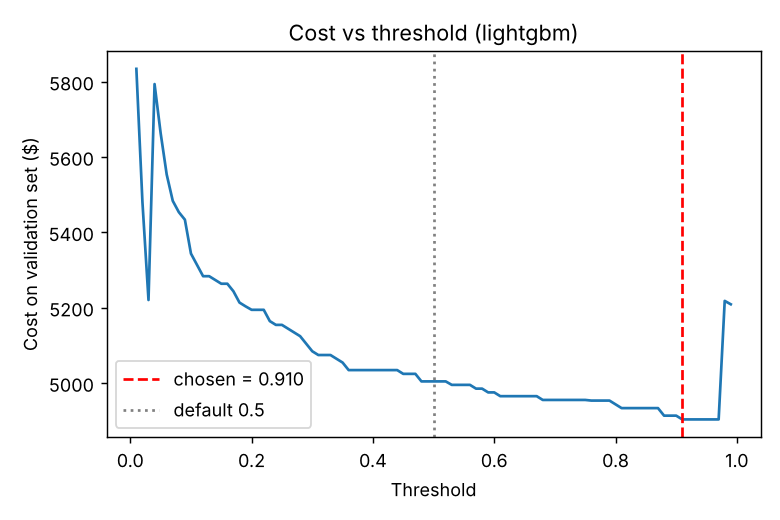 Cost vs threshold (lightgbm)
Cost on validation set ($)
5800
5600
5400
5200
5000
chosen = 0.910
default 0.5
0.0 0.2 0.4 0.6 0.8 1.0
Threshold